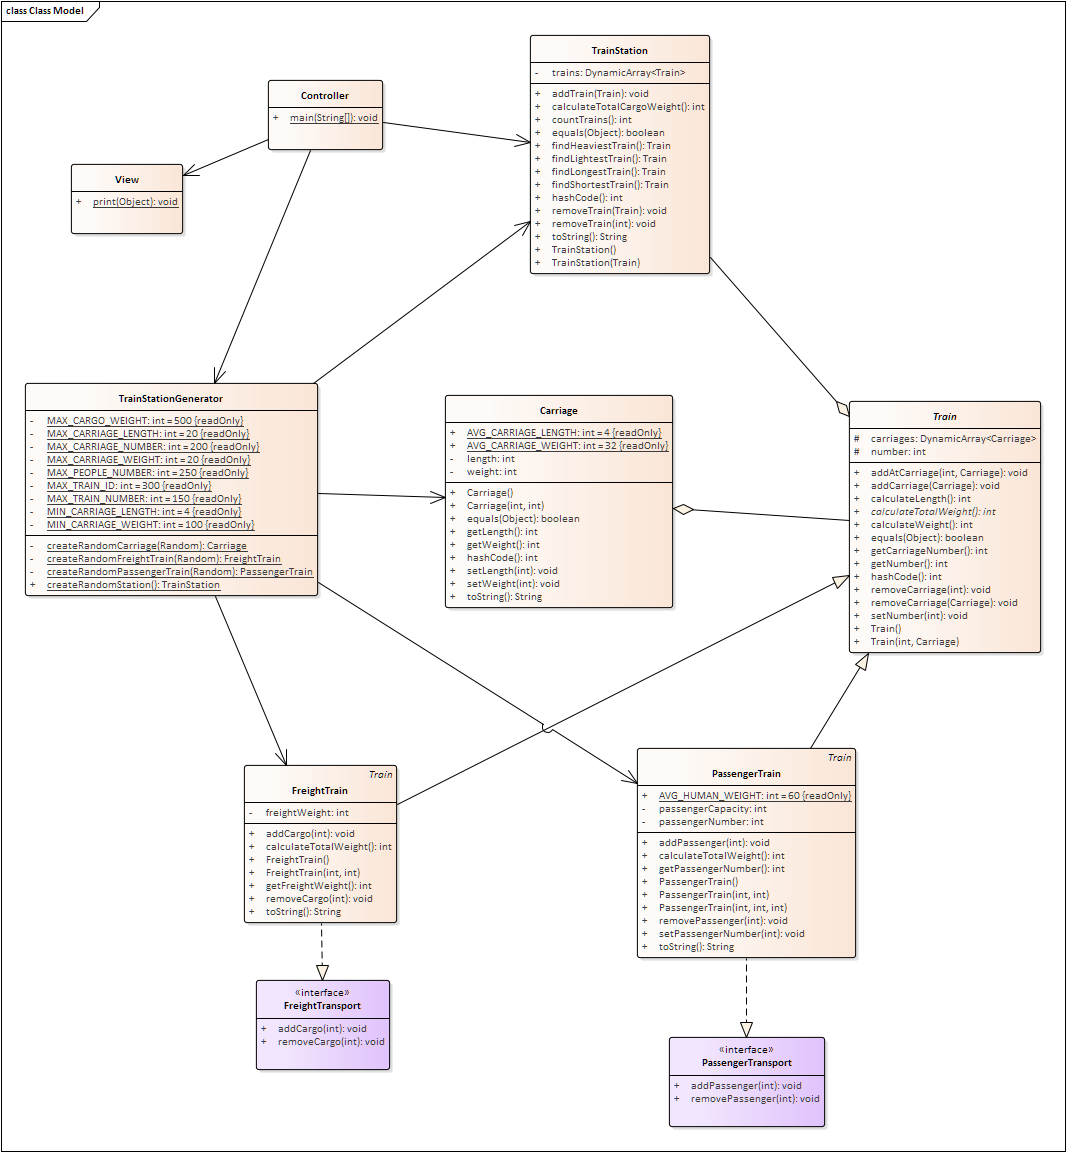 class Class Model
TrainStation
- trains: DynamicArray<Train>
+ addTrain(Train): void
+ calculateTotalCargoWeight(): int
+ countTrains(): int
+ equals(Object): boolean
+ findHeaviestTrain(): Train
+ findLightestTrain(): Train
+ findLongestTrain(): Train
+ findShortestTrain(): Train
+ hashCode(): int
+ removeTrain(Train): void
+ removeTrain(int): void
+ toString(): String
+ TrainStation()
+ TrainStation(Train)
Controller
+ main(String[]): void
View
+ print(Object): void
TrainStationGenerator
- MAX_CARGO_WEIGHT: int = 500 {readOnly}
- MAX_CARRIAGE_LENGTH: int = 20 {readOnly}
- MAX_CARRIAGE_NUMBER: int = 200 {readOnly}
- MAX_CARRIAGE_WEIGHT: int = 20 {readOnly}
- MAX_PEOPLE_NUMBER: int = 250 {readOnly}
- MAX_TRAIN_ID: int = 300 {readOnly}
- MAX_TRAIN_NUMBER: int = 150 {readOnly}
- MIN_CARRIAGE_LENGTH: int = 4 {readOnly}
- MIN_CARRIAGE_WEIGHT: int = 100 {readOnly}
- createRandomCarriage(Random): Carriage
- createRandomFreightTrain(Random): FreightTrain
- createRandomPassengerTrain(Random): PassengerTrain
+ createRandomStation(): TrainStation
Carriage
+ AVG_CARRIAGE_LENGTH: int = 4 {readOnly}
+ AVG_CARRIAGE_WEIGHT: int = 32 {readOnly}
- length: int
- weight: int
+ Carriage()
+ Carriage(int, int)
+ equals(Object): boolean
+ getLength(): int
+ getWeight(): int
+ hashCode(): int
+ setLength(int): void
+ setWeight(int): void
+ toString(): String
Train
# carriages: DynamicArray<Carriage>
# number: int
+ addAtCarriage(int, Carriage): void
+ addCarriage(Carriage): void
+ calculateLength(): int
+ calculateTotalWeight(): int
+ calculateWeight(): int
+ equals(Object): boolean
+ getCarriageNumber(): int
+ getNumber(): int
+ hashCode(): int
+ removeCarriage(int): void
+ removeCarriage(Carriage): void
+ setNumber(int): void
+ Train()
+ Train(int, Carriage)
Train
FreightTrain
- freightWeight: int
+ addCargo(int): void
+ calculateTotalWeight(): int
+ FreightTrain()
+ FreightTrain(int, int)
+ getFreightWeight(): int
+ removeCargo(int): void
+ toString(): String
Train
PassengerTrain
+ AVG_HUMAN_WEIGHT: int = 60 {readOnly}
- passengerCapacity: int
- passengerNumber: int
+ addPassenger(int): void
+ calculateTotalWeight(): int
+ getPassengerNumber(): int
+ PassengerTrain()
+ PassengerTrain(int, int)
+ PassengerTrain(int, int, int)
+ removePassenger(int): void
+ setPassengerNumber(int): void
+ toString(): String
«interface»
FreightTransport
+ addCargo(int): void
+ removeCargo(int): void
«interface»
PassengerTransport
+ addPassenger(int): void
+ removePassenger(int): void